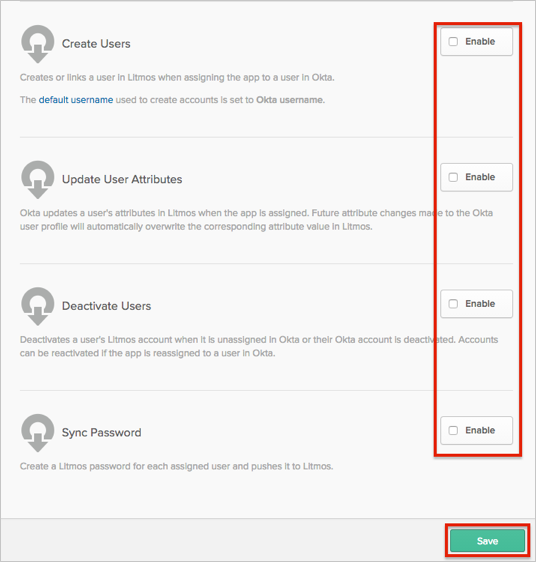 Create Users
Enable
Creates or links a user in Litmos when assigning the app to a user in Okta.
The default username used to create accounts is set to Okta username.
Update User Attributes
Enable
Okta updates a user's attributes in Litmos when the app is assigned. Future attribute changes made to the Okta
user profile will automatically overwrite the corresponding attribute value in Litmos.
Deactivate Users
Enable
Deactivates a user's Litmos account when it is unassigned in Okta or their Okta account is deactivated. Accounts
can be reactivated if the app is reassigned to a user in Okta.
Sync Password
Enable
Create a Litmos password for each assigned user and pushes it to Litmos.
Save